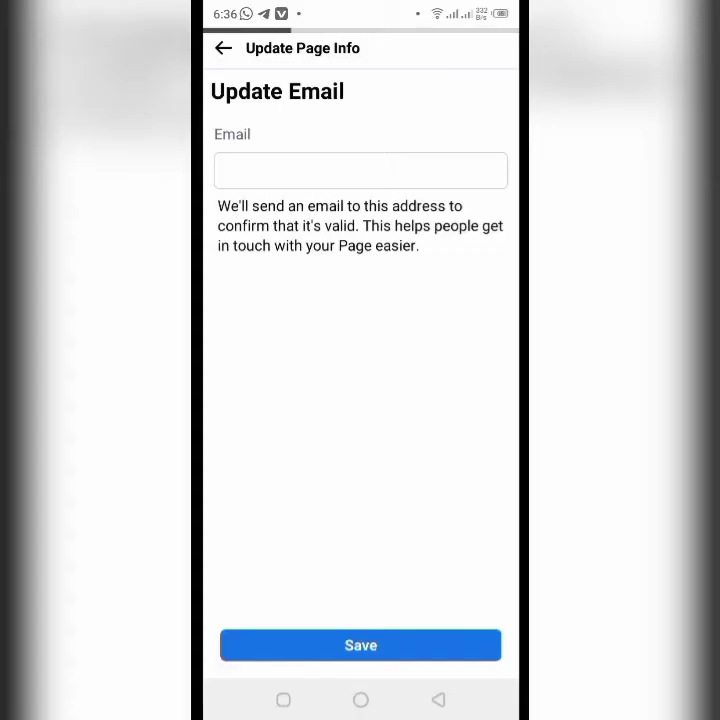 6:36
332
B/s
Update Page Info
Update Email
Email
We'll send an email to this address to
confirm that it's valid. This helps people get
in touch with your Page easier.
Save